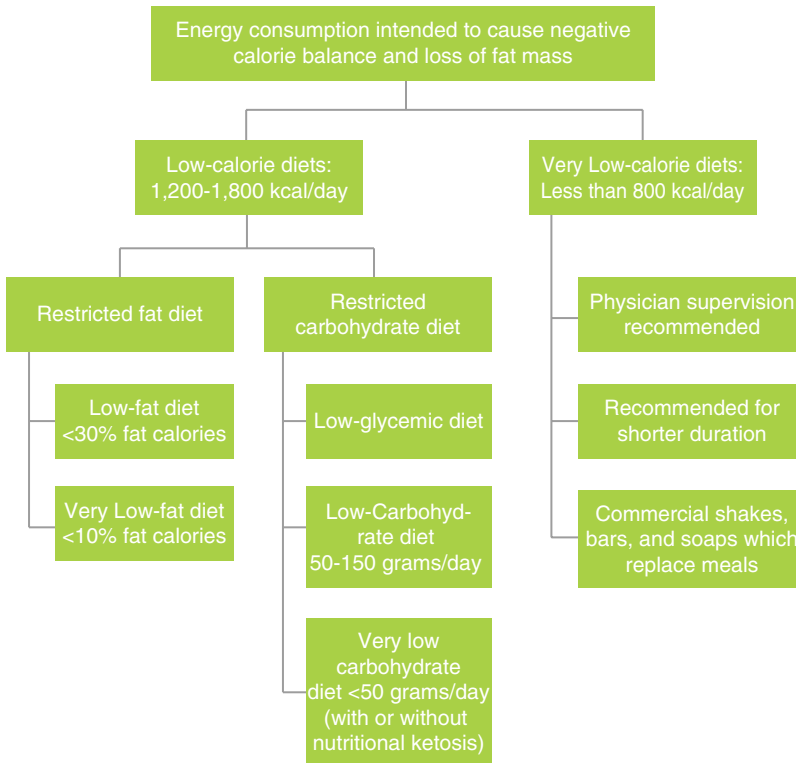 Energy consumption intended to cause negative
calorie balance and loss of fat mass
Low-calorie diets:
1,200-1,800 kcal/day
Very Low-calorie diets:
Less than 800 kcal/day
Restricted fat diet
Restricted
carbohydrate diet
Physician supervision
recommended
Low-fat diet
<30% fat calories
Low-glycemic diet
Recommended for
shorter duration
Very Low-fat diet
<10% fat calories
Low-Carbohyd-
rate diet
50-150 grams/day
Commercial shakes,
bars, and soaps which
replace meals
Very low
carbohydrate
diet <50 grams/day
(with or without
nutritional ketosis)